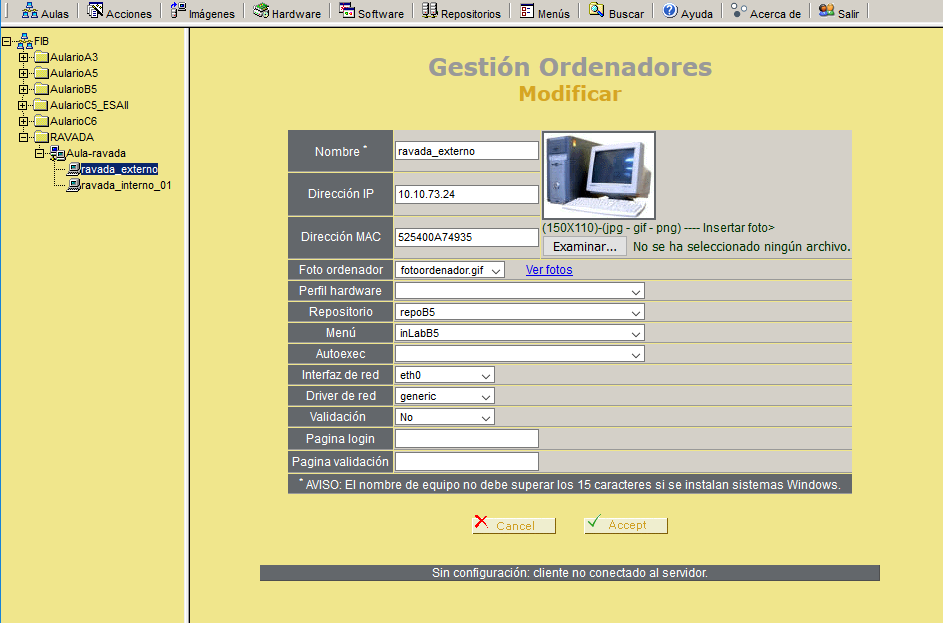 Aulas Acciones Imágenes Hardware Software Repositorios Menús Buscar Ayuda Acerca de Salir
FIB
AularioA3
AularioA5
AularioB5
AularioC5_ESAII
AularioC6
RAVADA
Aula-ravada
ravada_externo
ravada_interno_01
Gestión Ordenadores
Modificar
Nombre * ravada_externo
Dirección IP 10.10.73.24
Dirección MAC 525400A74935
(150X110)-(jpg - gif - png) ---- Insertar foto>
Examinar... No se ha seleccionado ningún archivo.
Foto ordenador fotoordenador.gif Ver fotos
Perfil hardware
Repositorio repoB5
Menú inLabB5
Autoexec
Interfaz de red eth0
Driver de red generic
Validación No
Pagina login
Pagina validación
* AVISO: El nombre de equipo no debe superar los 15 caracteres si se instalan sistemas Windows.
Cancel Accept
Sin configuración: cliente no conectado al servidor.